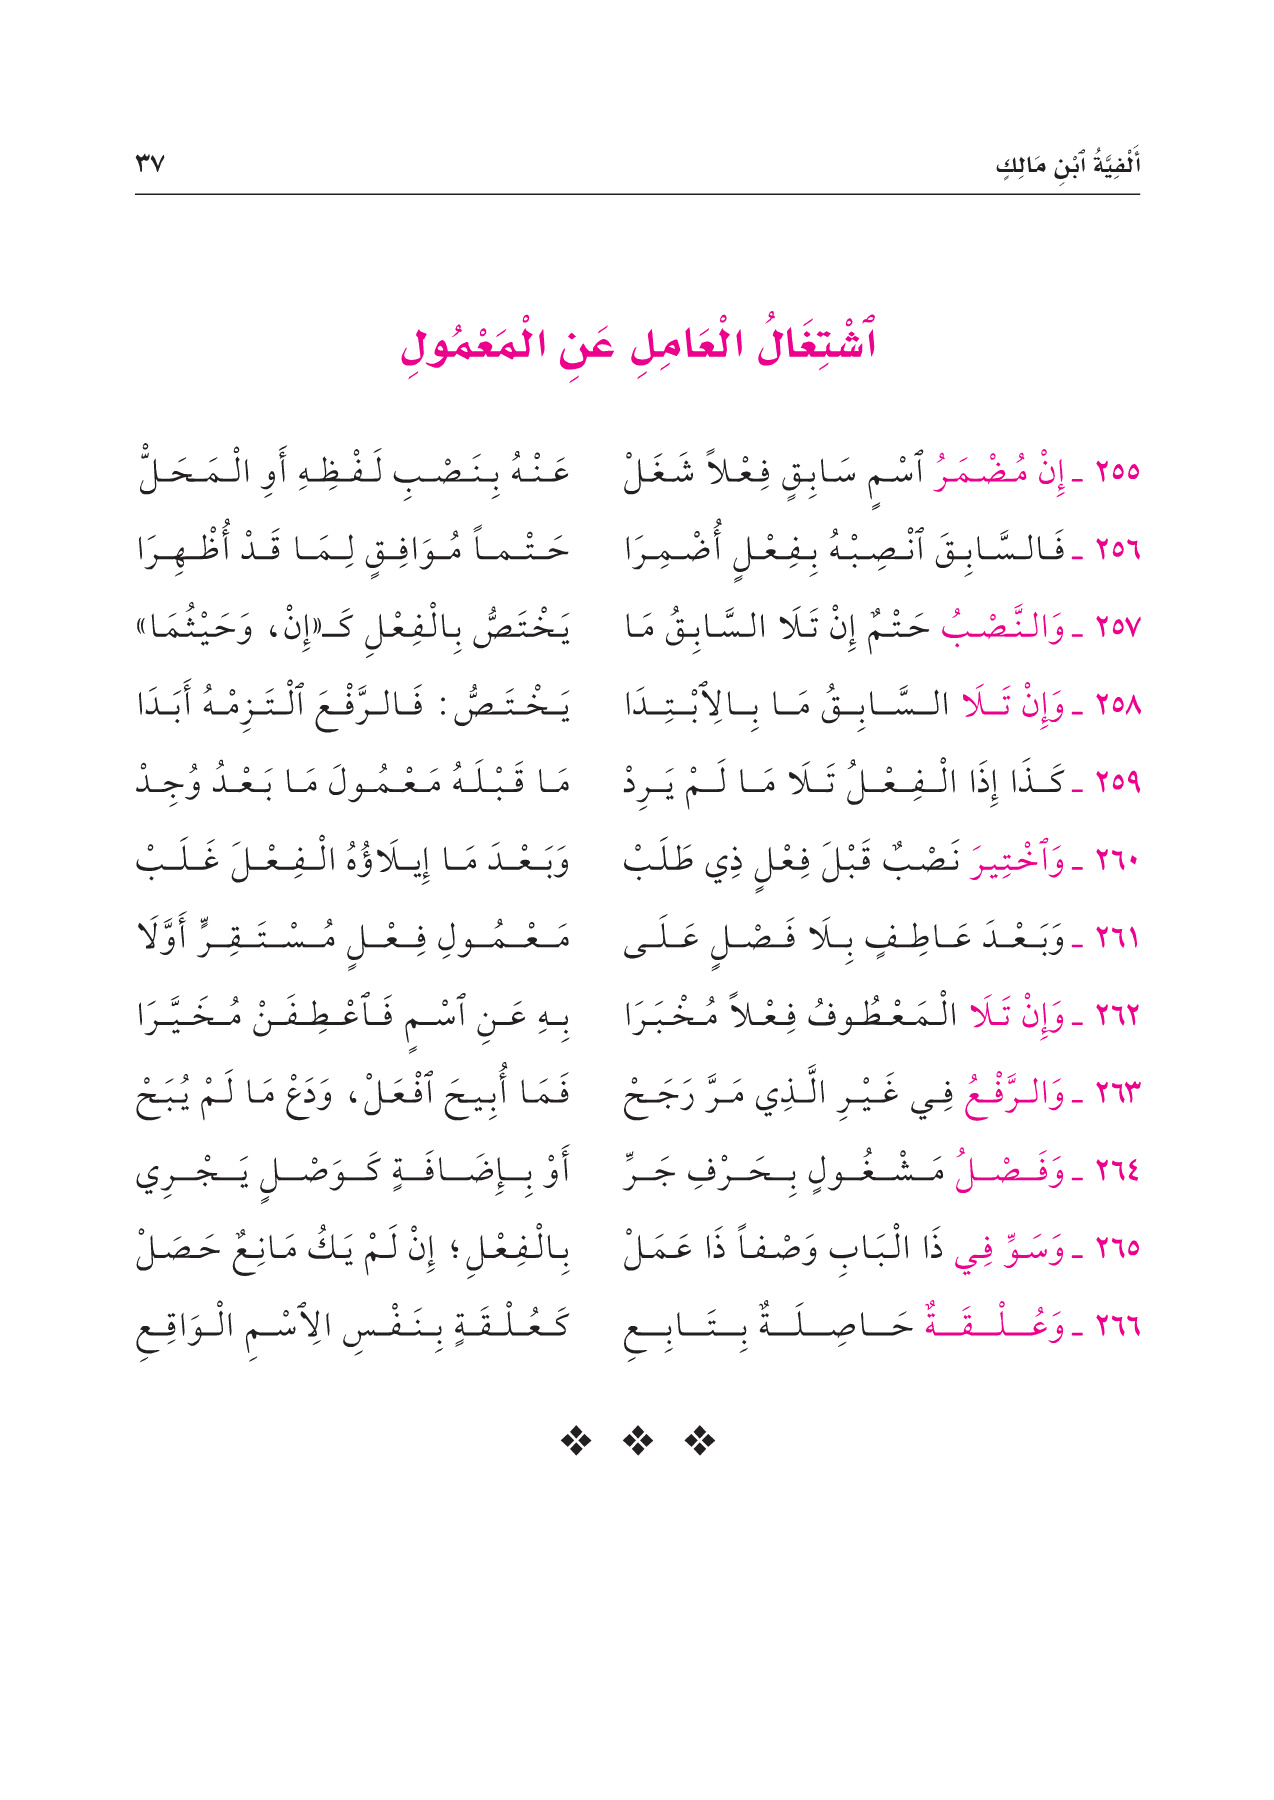 أَلْفِيَّةُ ٱبْنِ مَالِكٍ ٣٧
ٱشْتِغَالُ الْعَامِلِ عَنِ الْمَعْمُولِ
٢٥٥ ـ إِنْ مُضْمَرُ ٱسْمٍ سَابِقٍ فِعْلاً شَغَلْ عَنْهُ بِنَصْبِ لَفْظِهِ أَوِ الْمَحَلُّ
٢٥٦ ـ فَالسَّابِقَ ٱنْصِبْهُ بِفِعْلٍ أُضْمِرَا حَتْماً مُوَافِقٍ لِمَا قَدْ أُظْهِرَا
٢٥٧ ـ وَالنَّصْبُ حَتْمٌ إِنْ تَلَا السَّابِقُ مَا يَخْتَصُّ بِالْفِعْلِ كَـ«إِنْ، وَحَيْثُمَا»
٢٥٨ ـ وَإِنْ تَلَا السَّابِقُ مَا بِالِٱبْتِدَا يَخْتَصُّ: فَالرَّفْعَ ٱلْتَزِمْهُ أَبَدَا
٢٥٩ ـ كَذَا إِذَا الْفِعْلُ تَلَا مَا لَمْ يَرِدْ مَا قَبْلَهُ مَعْمُولَ مَا بَعْدُ وُجِدْ
٢٦٠ ـ وَٱخْتِيرَ نَصْبٌ قَبْلَ فِعْلٍ ذِي طَلَبْ وَبَعْدَ مَا إِيلَاؤُهُ الْفِعْلَ غَلَبْ
٢٦١ ـ وَبَعْدَ عَاطِفٍ بِلَا فَصْلٍ عَلَى مَعْمُولِ فِعْلٍ مُسْتَقِرٍّ أَوَّلَا
٢٦٢ ـ وَإِنْ تَلَا الْمَعْطُوفُ فِعْلاً مُخْبَرَا بِهِ عَنِ ٱسْمٍ فَٱعْطِفَنْ مُخَيَّرَا
٢٦٣ ـ وَالرَّفْعُ فِي غَيْرِ الَّذِي مَرَّ رَجَحْ فَمَا أُبِيحَ ٱفْعَلْ، وَدَعْ مَا لَمْ يُبَحْ
٢٦٤ ـ وَفَصْلُ مَشْغُولٍ بِحَرْفِ جَرِّ أَوْ بِإِضَافَةٍ كَوَصْلٍ يَجْرِي
٢٦٥ ـ وَسَوِّ فِي ذَا الْبَابِ وَصْفاً ذَا عَمَلْ بِالْفِعْلِ؛ إِنْ لَمْ يَكُ مَانِعٌ حَصَلْ
٢٦٦ ـ وَعُلْقَةٌ حَاصِلَةٌ بِتَابِعِ كَعُلْقَةٍ بِنَفْسِ الِٱسْمِ الْوَاقِعِ